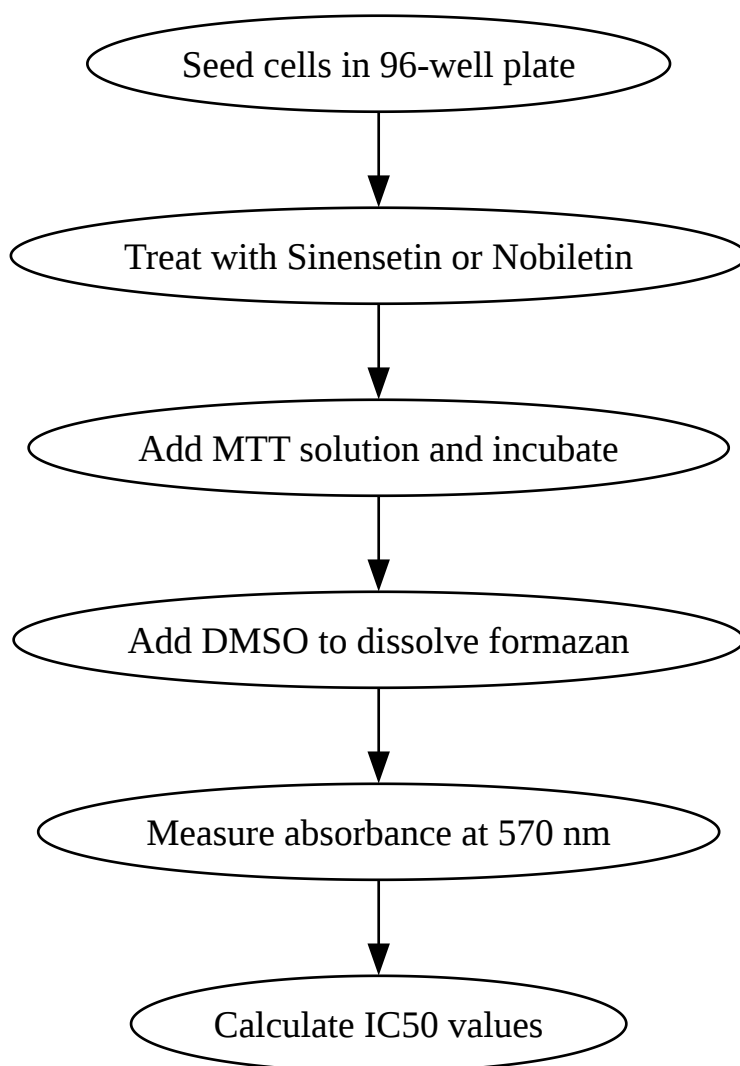 Seed cells in 96-well plate
Treat with Sinensetin or Nobiletin
Add MTT solution and incubate
Add DMSO to dissolve formazan
Measure absorbance at 570 nm
Calculate IC50 values